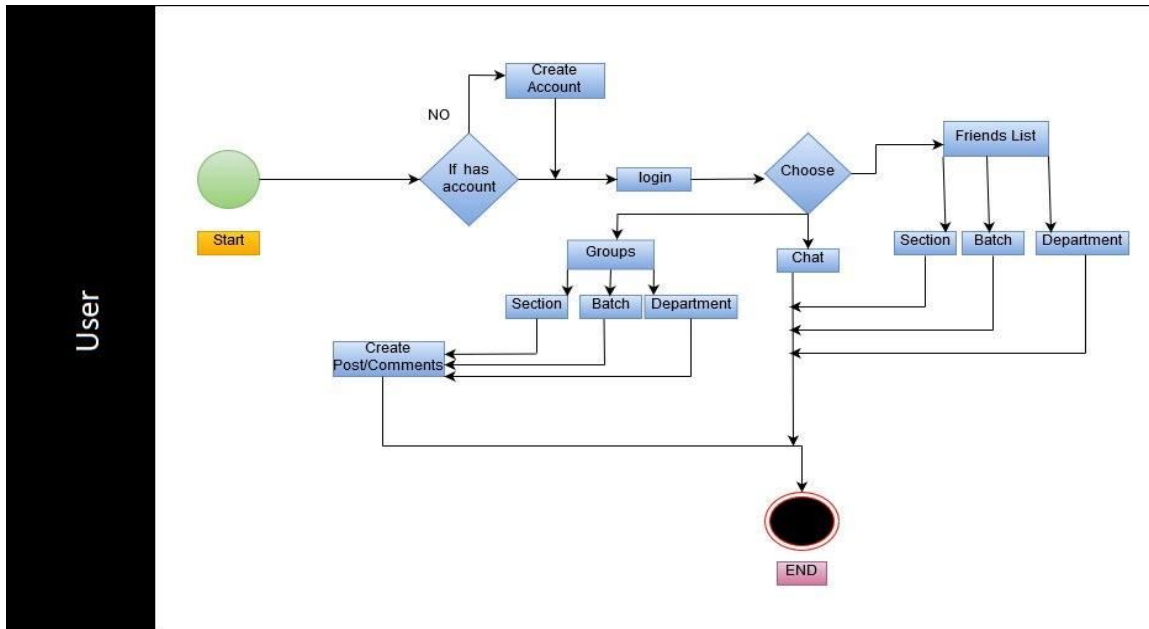 Create
Account
NO
Friends List
If has
account
login
Choose
Start
Section
Batch
Department
Groups
Chat
Section
Batch
Department
Create
Post/Comments
User
END